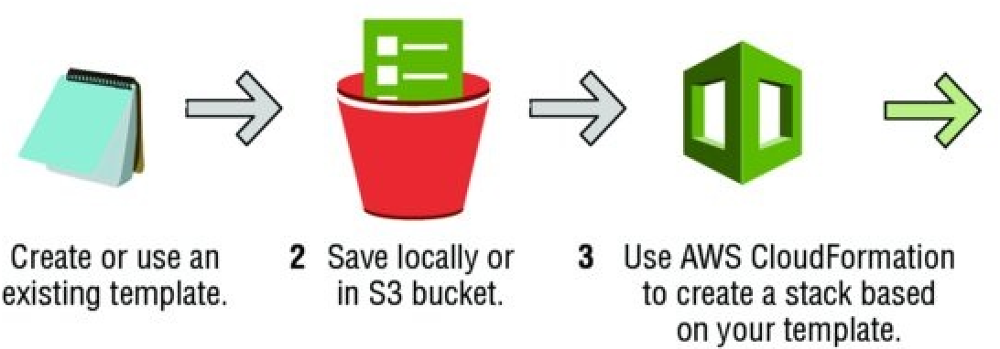 Create or use an
existing template.
2 Save locally or
in S3 bucket.
3 Use AWS CloudFormation
to create a stack based
on your template.